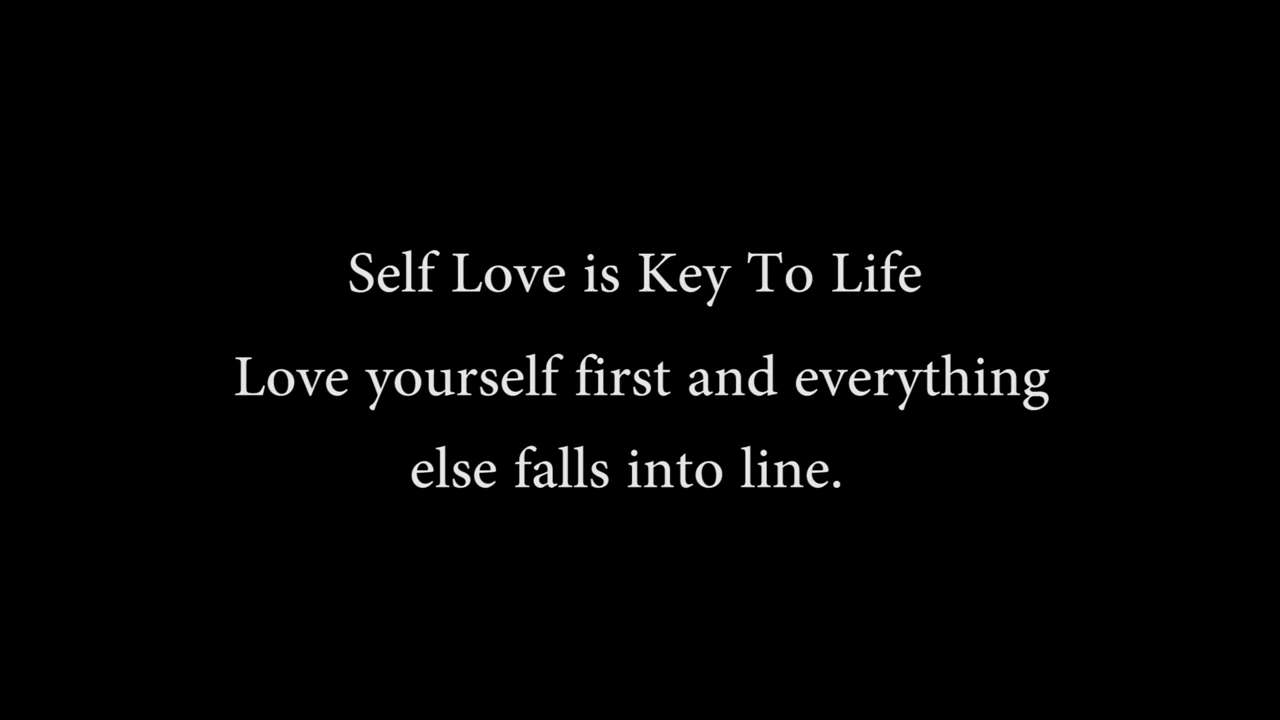 Self Love is Key To Life
Love yourself first and everything
else falls into line.